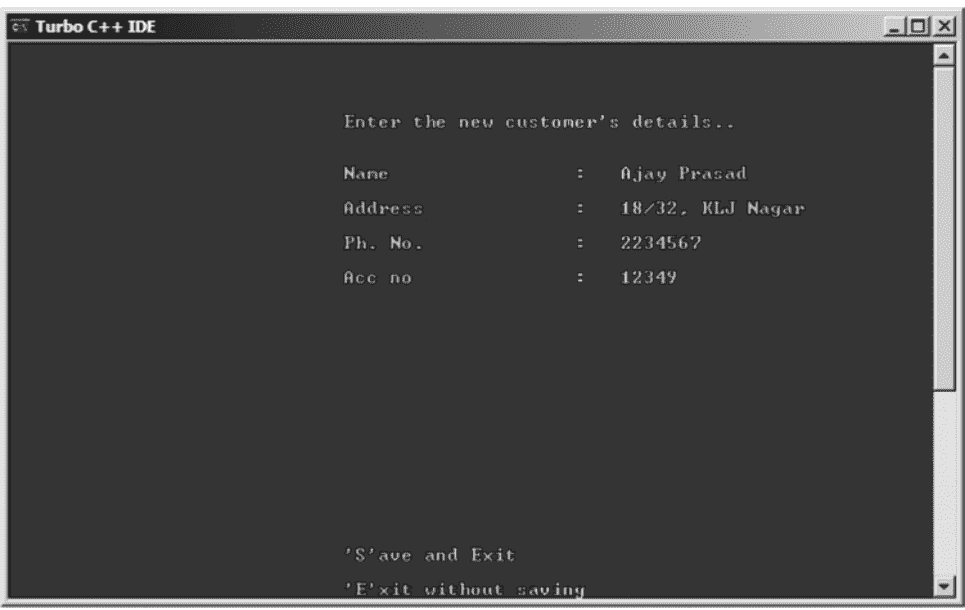 Turbo C++ IDE
Enter the new customer's details..
Name : Ajay Prasad
Address : 18/32, KLJ Nagar
Ph. No. : 2234567
Acc no : 12349
'S'ave and Exit
'E'xit without saving